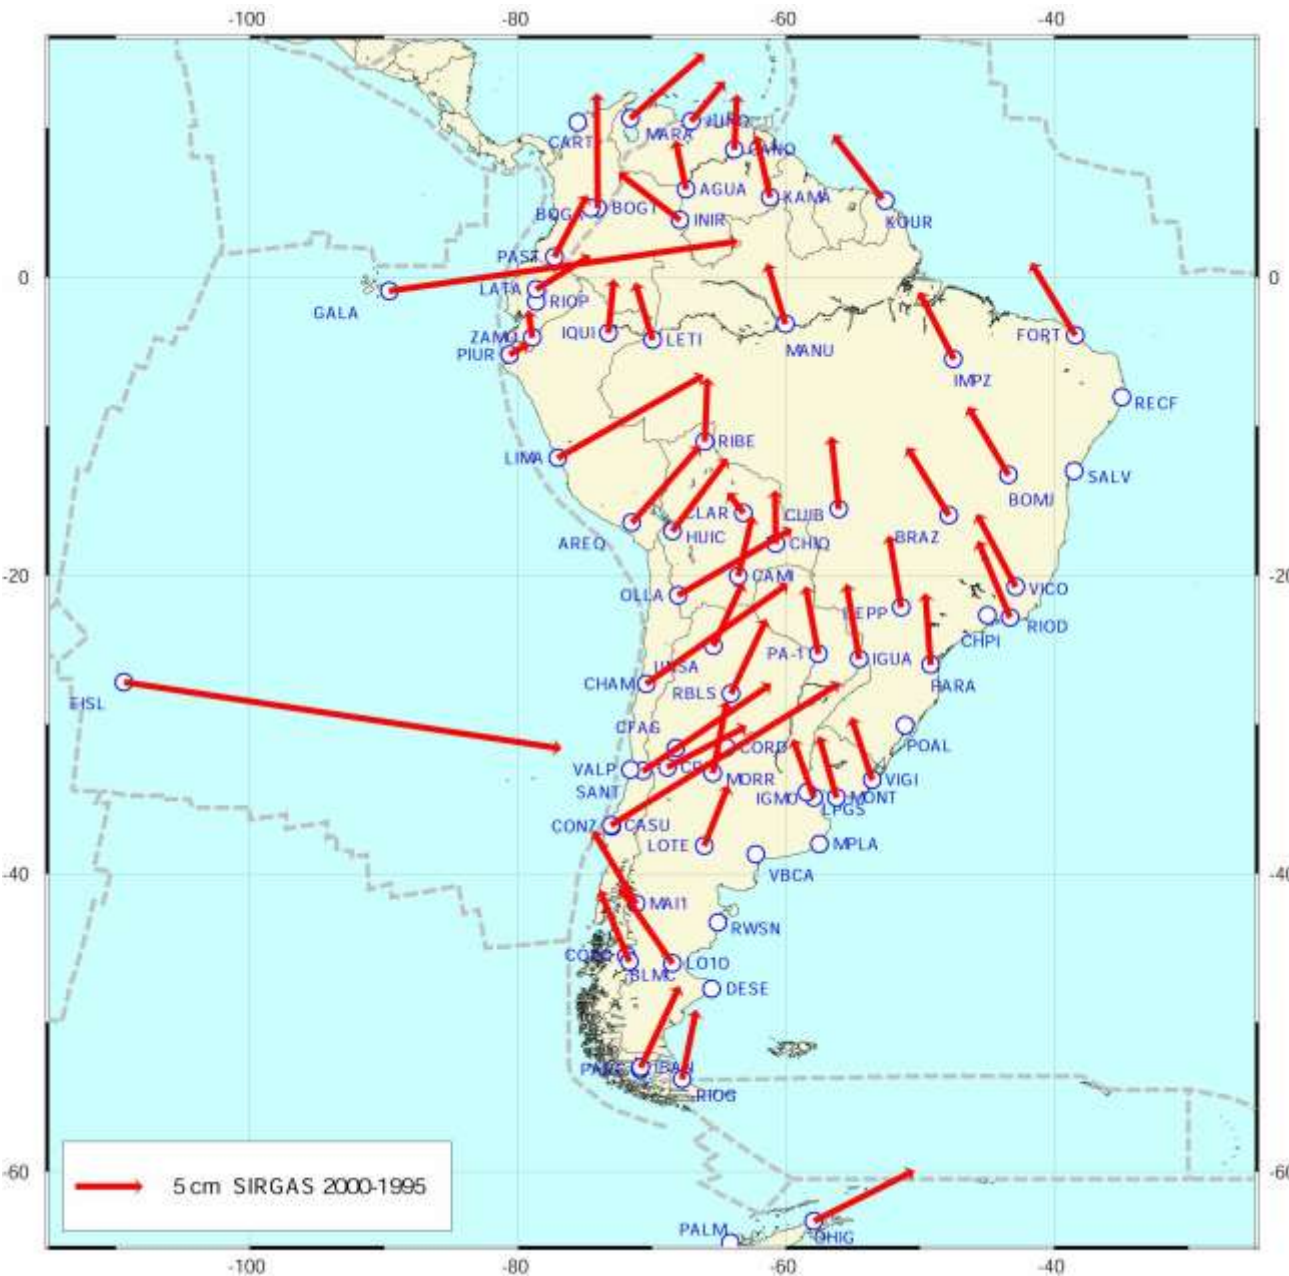 -100 -80 -60 -40
CART
MARA
JUNQ
CANO
AGUA
KAMA
KOUR
BOGA
BOGT
INIR
PAST
0 0
LATA
GALA
RIOP
ZAMO
IQUI
LETI
MANU
FORT
PIUR
IMPZ
RECF
RIBE
LIMA
SALV
BOMJ
CLAR
CUIB
HUIC
AREQ
CHIQ
BRAZ
-20 -20
CAMI
OLLA
VICO
UEPP
RIOD
CHPI
PA-1
IGUA
UNSA
CHAM
RBLS
PARA
EISL
CFAG
POAL
CORD
VALP
MORR
VIGI
SANT
IGMO
MONT
LPGS
CONZ
CASU
LOTE
MPLA
VBCA
-40 -40
MAI1
RWSN
LO10
BLMC
DESE
RIOG
-60 -60
5 cm SIRGAS 2000-1995
PALM
OHIG
-100 -80 -60 -40